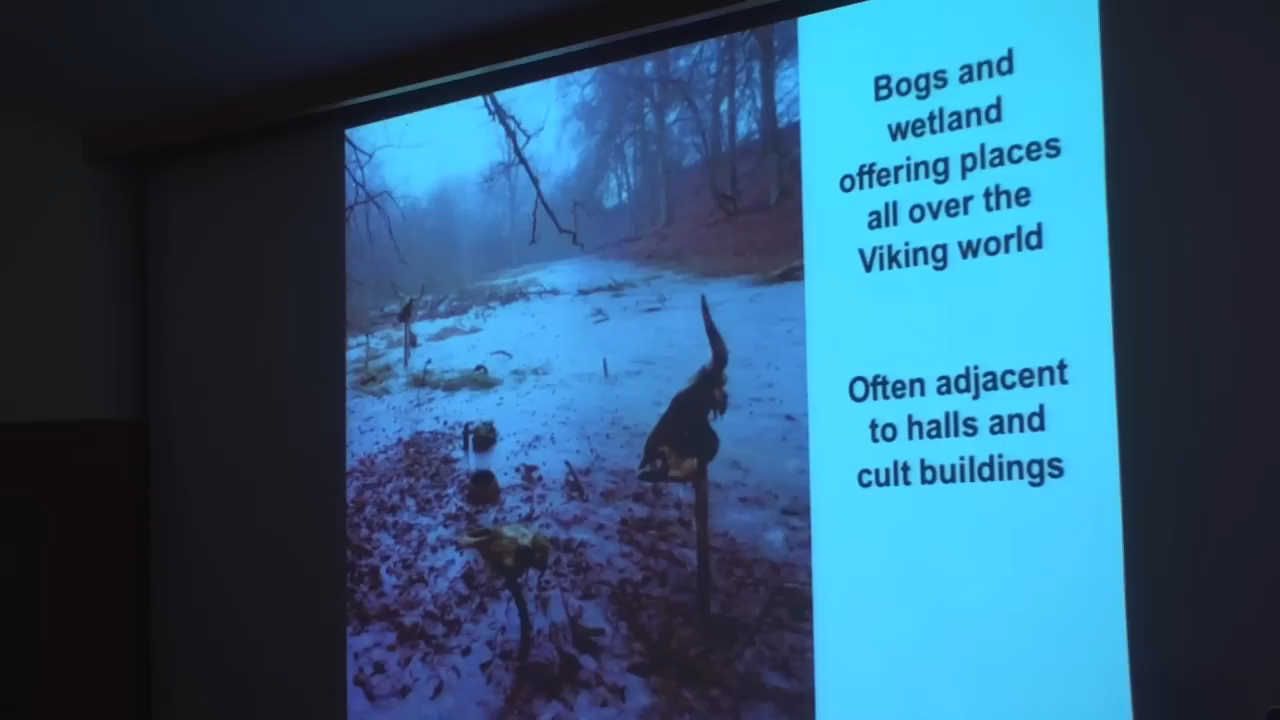 Bogs and
wetland
offering places
all over the
Viking world
Often adjacent
to halls and
cult buildings